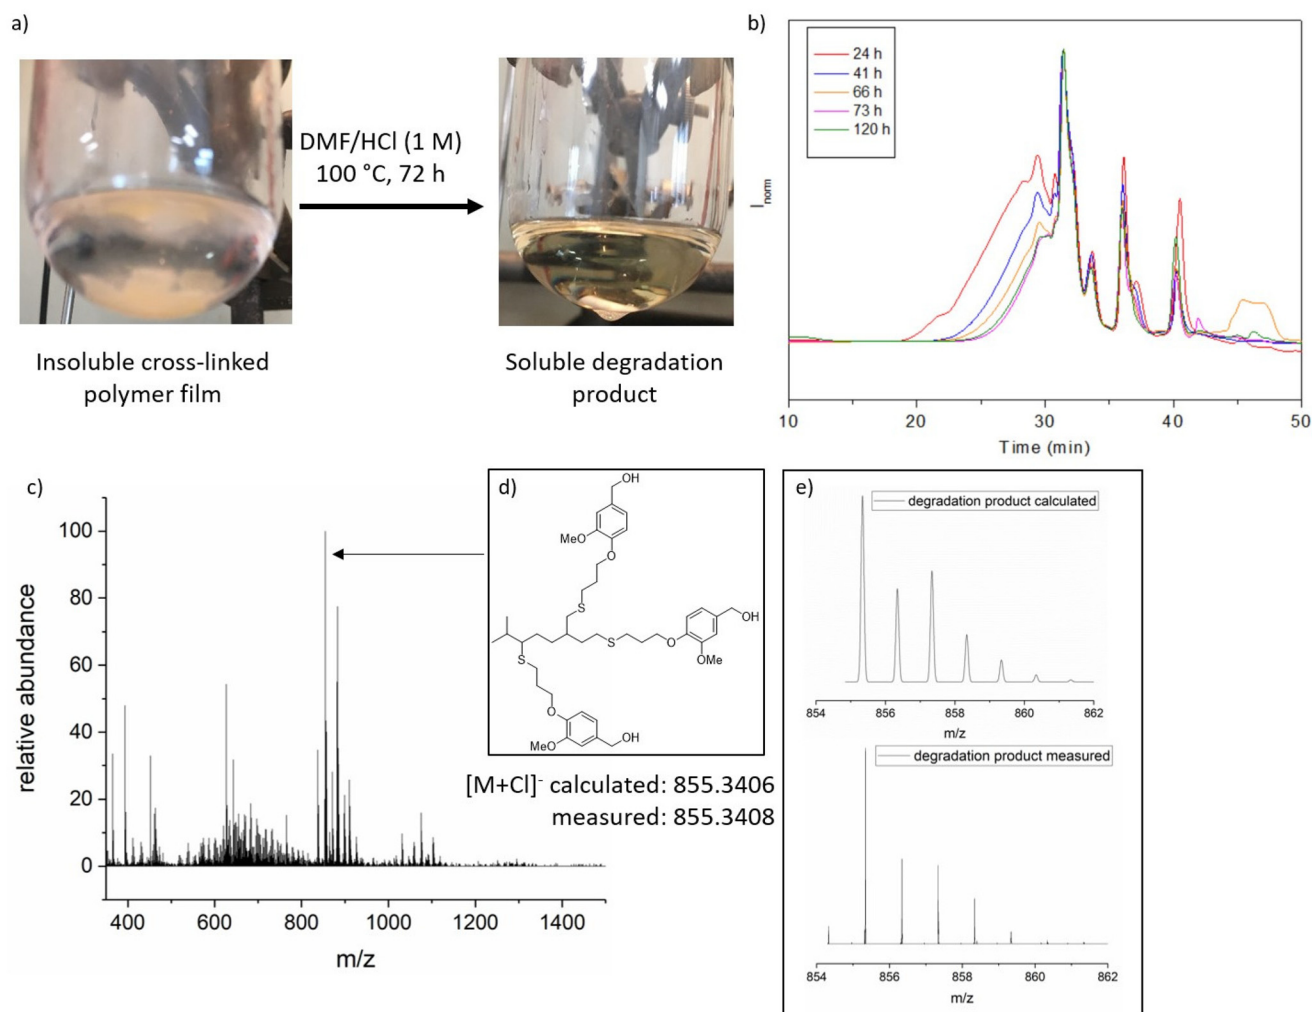 a)
DMF/HCl (1 M)
100 °C, 72 h
Insoluble cross-linked
polymer film
Soluble degradation
product
b)
24 h
41 h
66 h
73 h
120 h
I norm
10 20 30 40 50
Time (min)
c)
100
80
60
40
20
0
relative abundance
400 600 800 1000 1200 1400
m/z
d)
OH
MeO
O
S
S O OH
OMe
S
O
MeO OH
[M+Cl]⁻ calculated: 855.3406
measured: 855.3408
e)
degradation product calculated
854 856 858 860 862
m/z
degradation product measured
854 856 858 860 862
m/z